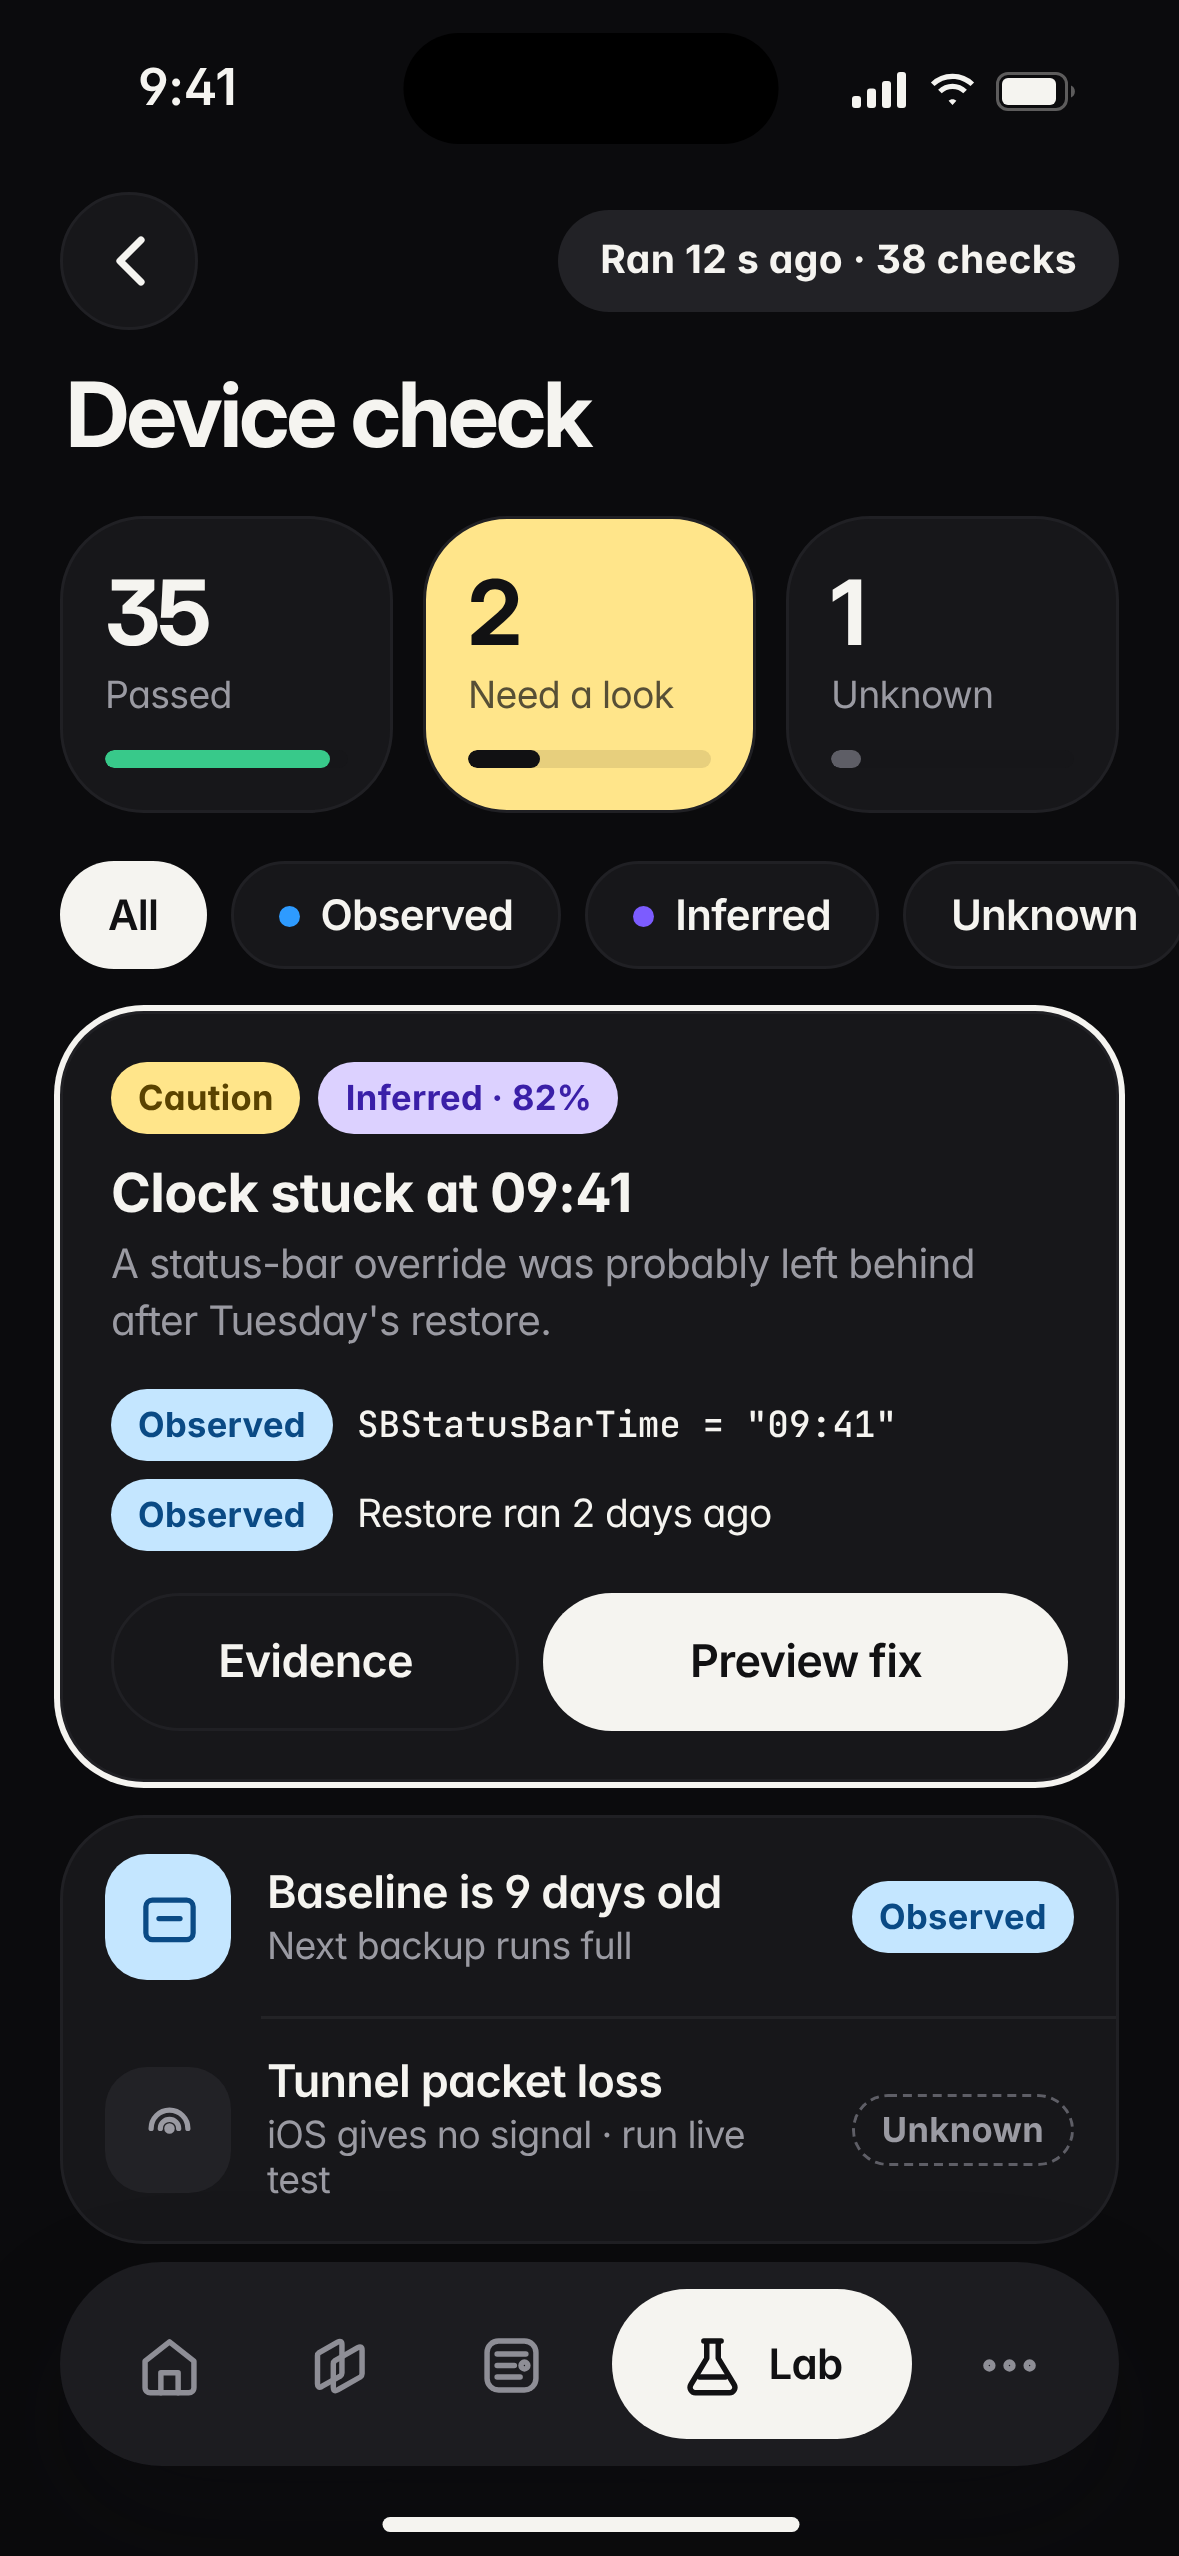 9:41
Ran 12 s ago · 38 checks
Device check
35
Passed
2
Need a look
1
Unknown
All
Observed
Inferred
Unknown
Caution
Inferred · 82%
Clock stuck at 09:41
A status-bar override was probably left behind
after Tuesday's restore.
Observed SBStatusBarTime = "09:41"
Observed Restore ran 2 days ago
Evidence
Preview fix
Baseline is 9 days old
Next backup runs full
Observed
Tunnel packet loss
iOS gives no signal · run live
test
Unknown
Lab